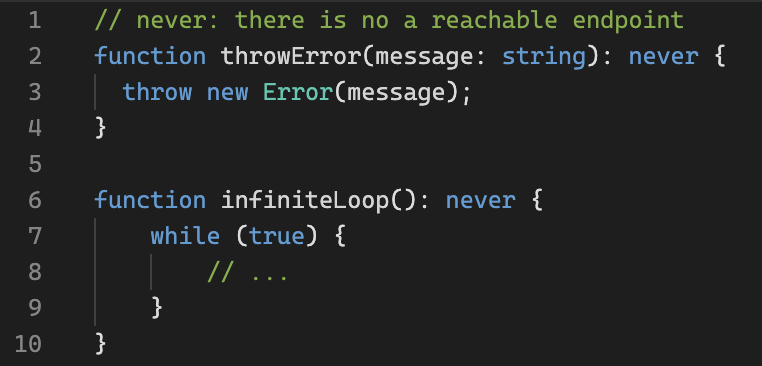 1 // never: there is no a reachable endpoint
2 function throwError(message: string): never {
3   throw new Error(message);
4 }
5
6 function infiniteLoop(): never {
7     while (true) {
8         // ...
9     }
10 }